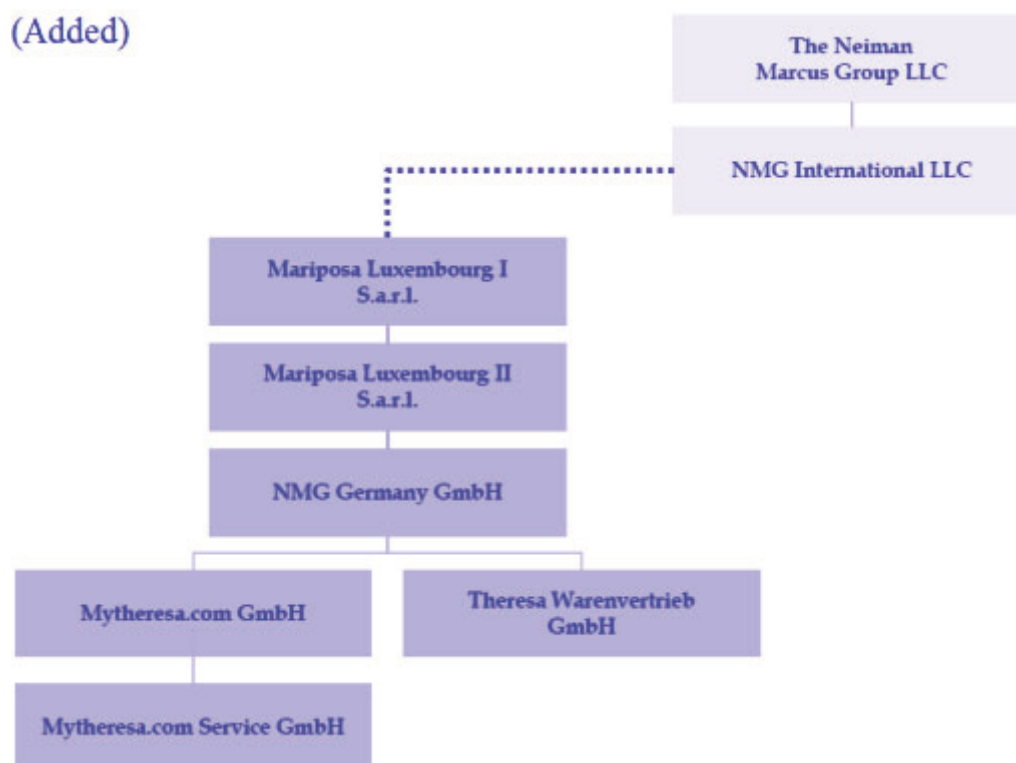 (Added)
The Neiman
Marcus Group LLC
NMG International LLC
Mariposa Luxembourg I
S.a.r.l.
Mariposa Luxembourg II
S.a.r.l.
NMG Germany GmbH
Mytheresa.com GmbH
Theresa Warenvertrieb
GmbH
Mytheresa.com Service GmbH